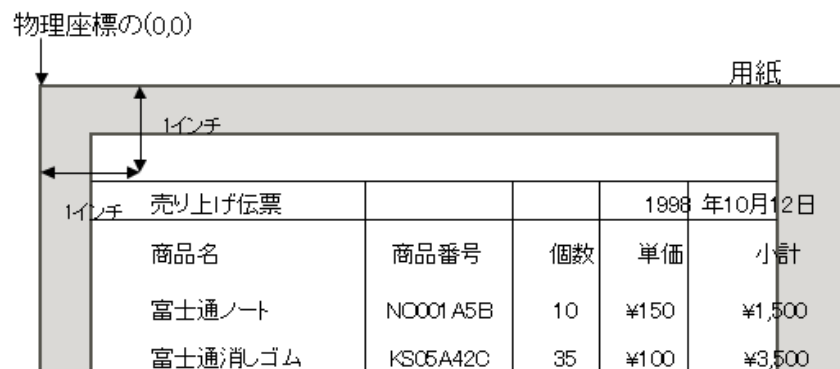 物理座標の(0,0)
用紙
1インチ
1インチ
売り上げ伝票 1998 年10月12日
商品名 商品番号 個数 単価 小計
富士通ノート NO001A5B 10 ¥150 ¥1,500
富士通消しゴム KS05A42C 35 ¥100 ¥3,500